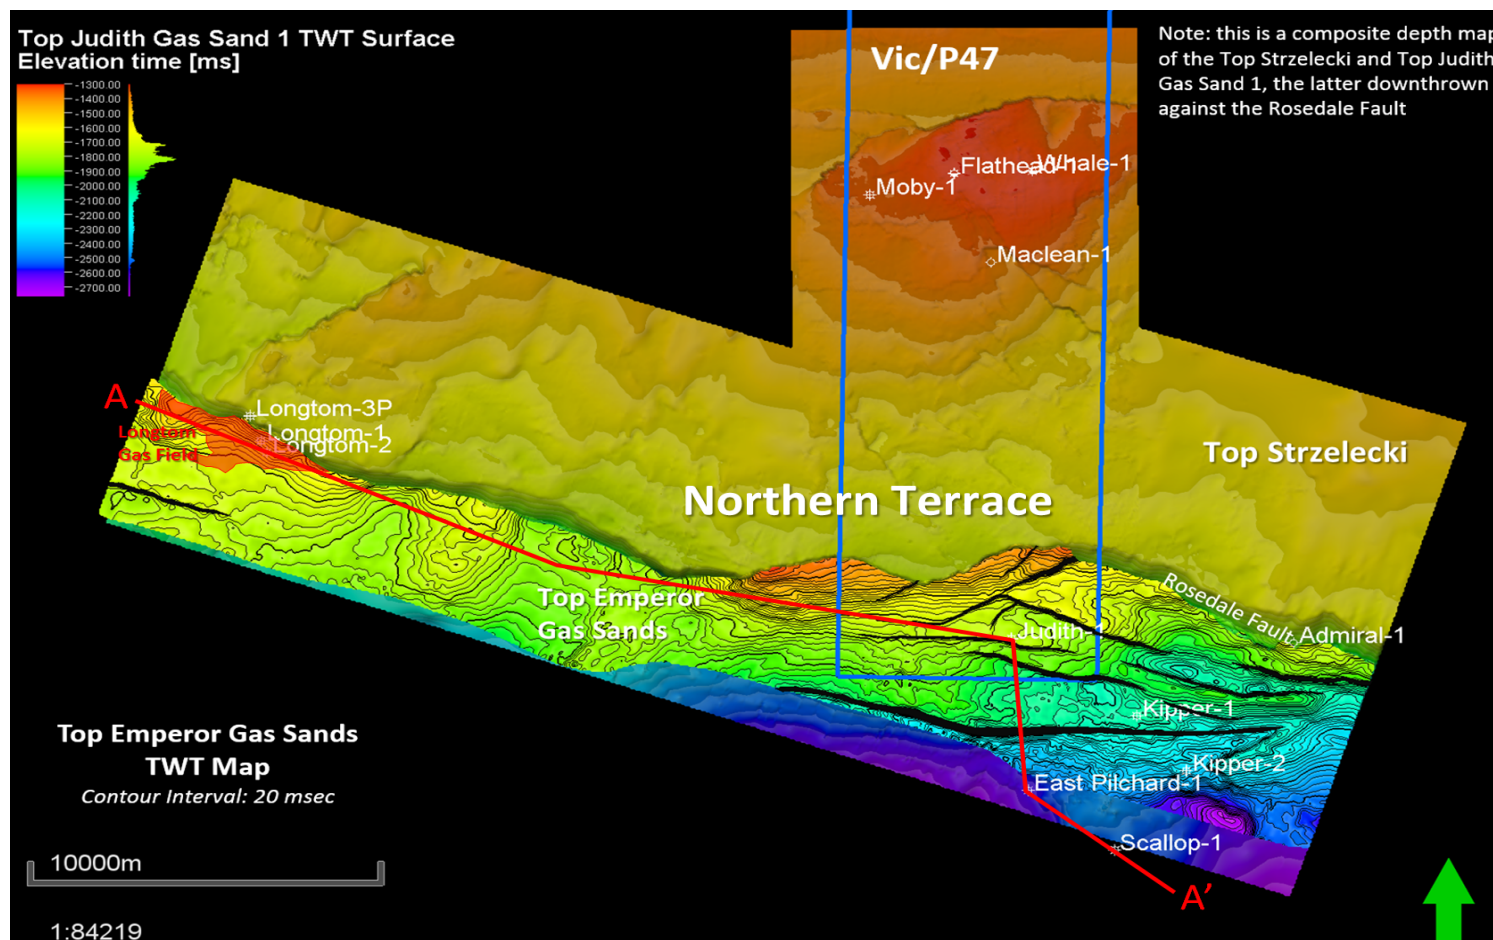 Top Judith Gas Sand 1 TWT Surface
Elevation time [ms]
-1300.00
-1400.00
-1500.00
-1600.00
-1700.00
-1800.00
-1900.00
-2000.00
-2100.00
-2200.00
-2300.00
-2400.00
-2500.00
-2600.00
-2700.00
Note: this is a composite depth map
of the Top Strzelecki and Top Judith
Gas Sand 1, the latter downthrown
against the Rosedale Fault
Vic/P47
Flathead-1
Whale-1
Moby-1
Maclean-1
A
Longtom-3P
Longtom-1
Longtom-2
Longtom
Gas Field
Top Strzelecki
Northern Terrace
Rosedale Fault
Top Emperor
Gas Sands
Judith-1
Admiral-1
Kipper-1
Kipper-2
East Pilchard-1
Scallop-1
A’
Top Emperor Gas Sands
TWT Map
Contour Interval: 20 msec
10000m
1:84219